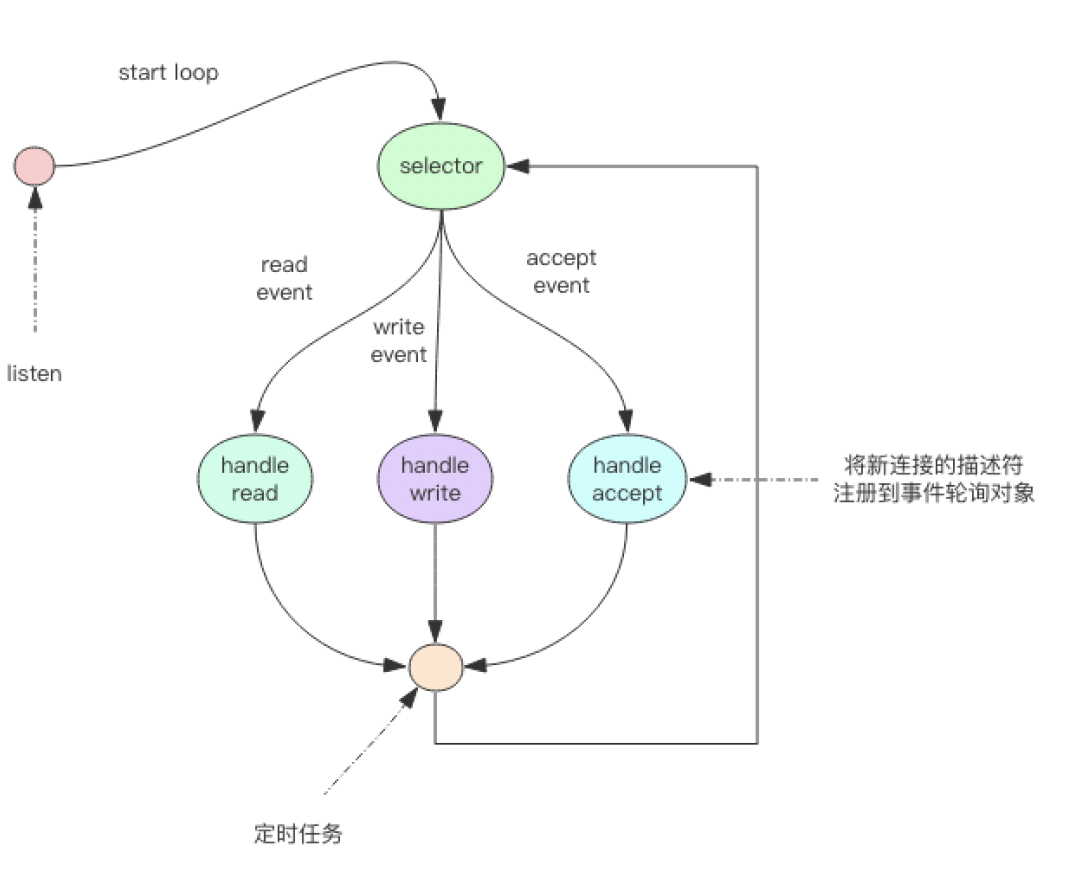 start loop
selector
read
event
accept
event
write
event
listen
handle
read
handle
write
handle
accept
将新连接的描述符
注册到事件轮询对象
定时任务